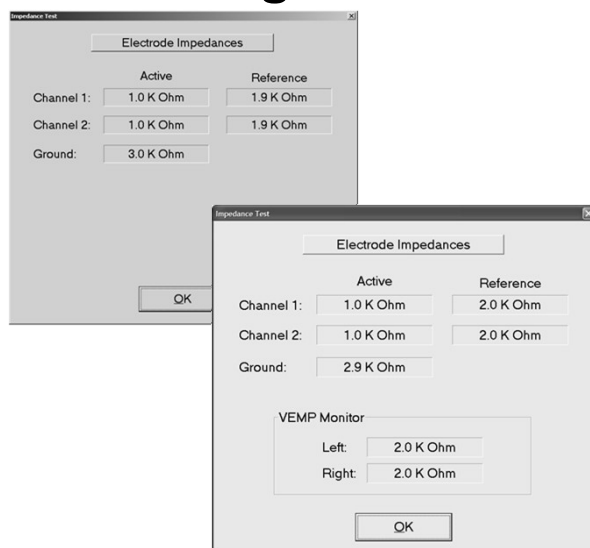 Impedance Test
Electrode Impedances
Active Reference
Channel 1: 1.0 K Ohm 1.9 K Ohm
Channel 2: 1.0 K Ohm 1.9 K Ohm
Ground: 3.0 K Ohm
OK
Impedance Test
Electrode Impedances
Active Reference
Channel 1: 1.0 K Ohm 2.0 K Ohm
Channel 2: 1.0 K Ohm 2.0 K Ohm
Ground: 2.9 K Ohm
VEMP Monitor
Left: 2.0 K Ohm
Right: 2.0 K Ohm
OK